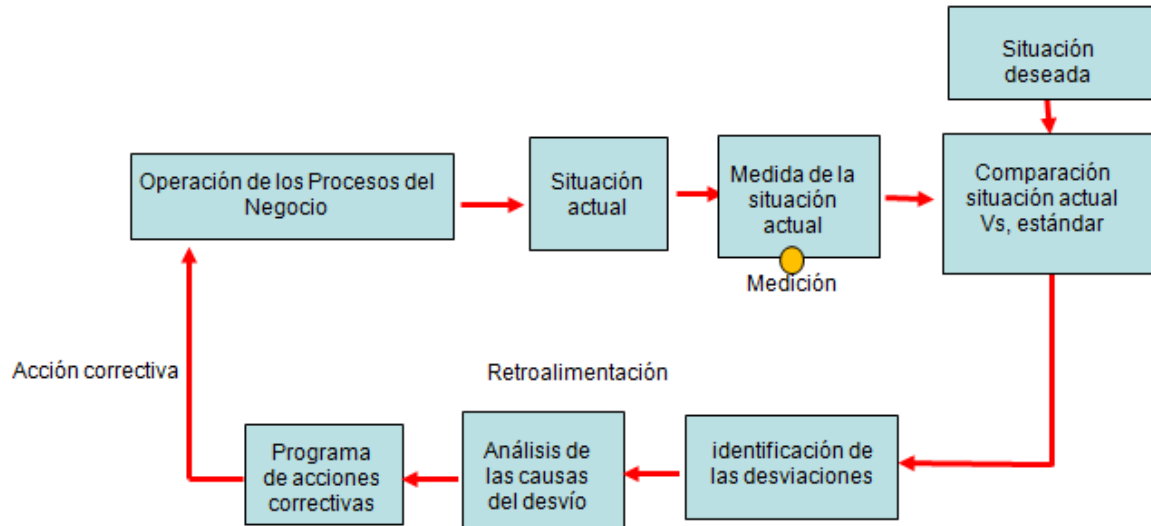 Situación
deseada
Operación de los Procesos del
Negocio
Situación
actual
Medida de la
situación
actual
Comparación
situación actual
Vs, estándar
Medición
Acción correctiva
Retroalimentación
Programa
de acciones
correctivas
Análisis de
las causas
del desvío
identificación de
las desviaciones